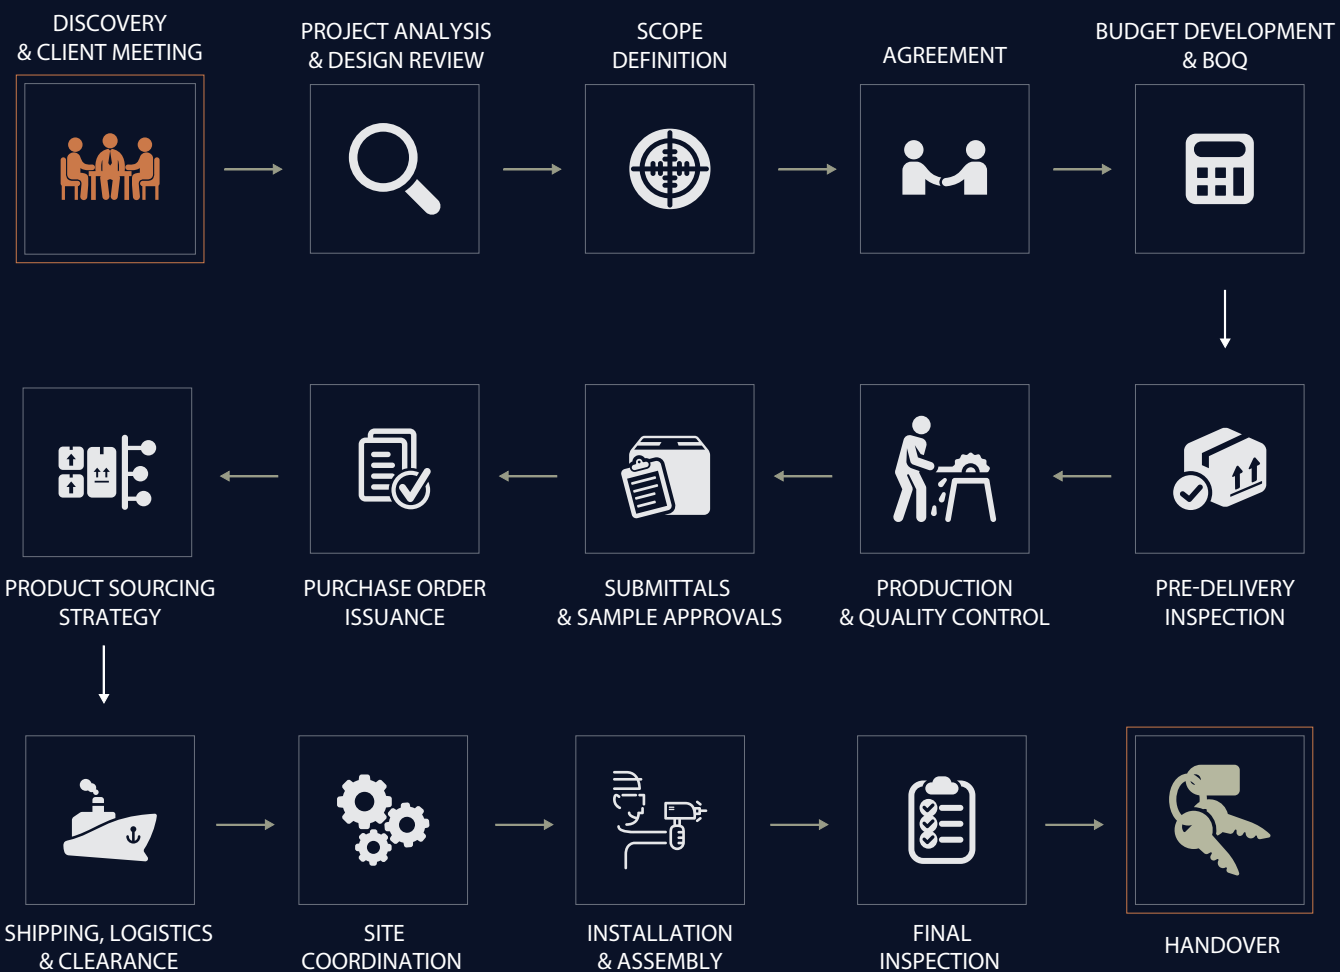 DISCOVERY
& CLIENT MEETING
PROJECT ANALYSIS
& DESIGN REVIEW
SCOPE
DEFINITION
AGREEMENT
BUDGET DEVELOPMENT
& BOQ
PRODUCT SOURCING
STRATEGY
PURCHASE ORDER
ISSUANCE
SUBMITTALS
& SAMPLE APPROVALS
PRODUCTION
& QUALITY CONTROL
PRE-DELIVERY
INSPECTION
SHIPPING, LOGISTICS
& CLEARANCE
SITE
COORDINATION
INSTALLATION
& ASSEMBLY
FINAL
INSPECTION
HANDOVER